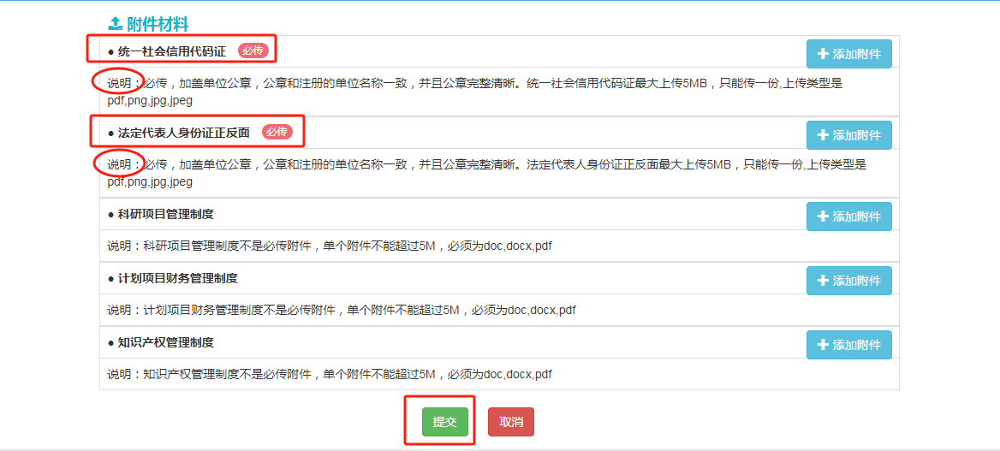 附件材料
● 统一社会信用代码证 必传
添加附件
说明：必传，加盖单位公章，公章和注册的单位名称一致，并且公章完整清晰。统一社会信用代码证最大上传5MB，只能传一份,上传类型是
pdf,png,jpg,jpeg
● 法定代表人身份证正反面 必传
添加附件
说明：必传，加盖单位公章，公章和注册的单位名称一致，并且公章完整清晰。法定代表人身份证正反面最大上传5MB，只能传一份,上传类型是
pdf,png,jpg,jpeg
● 科研项目管理制度
添加附件
说明：科研项目管理制度不是必传附件，单个附件不能超过5M，必须为doc,docx,pdf
● 计划项目财务管理制度
添加附件
说明：计划项目财务管理制度不是必传附件，单个附件不能超过5M，必须为doc,docx,pdf
● 知识产权管理制度
添加附件
说明：知识产权管理制度不是必传附件，单个附件不能超过5M，必须为doc,docx,pdf
提交 取消